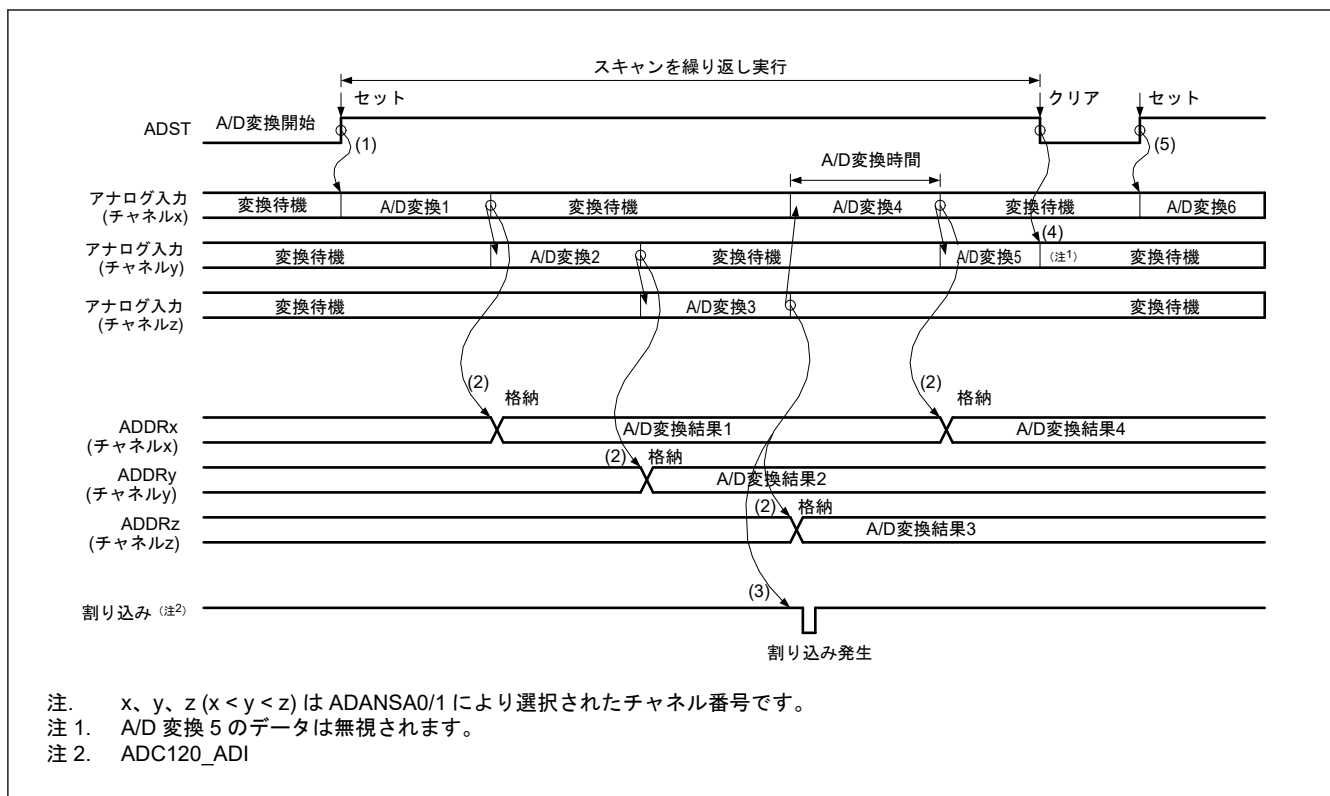 スキャンを繰り返し実行
セット
クリア
セット
ADST
A/D変換開始
(1)
(5)
A/D変換時間
アナログ入力
(チャネルx)
変換待機
A/D変換1
変換待機
A/D変換4
変換待機
A/D変換6
(4)
アナログ入力
(チャネルy)
変換待機
A/D変換2
変換待機
A/D変換5
(注1)
変換待機
アナログ入力
(チャネルz)
変換待機
A/D変換3
変換待機
(2)
格納
(2)
格納
ADDRx
(チャネルx)
A/D変換結果1
A/D変換結果4
(2)
格納
ADDRy
(チャネルy)
A/D変換結果2
(2)
格納
ADDRz
(チャネルz)
A/D変換結果3
(3)
割り込み (注2)
割り込み発生
注. x、y、z (x < y < z) は ADANSA0/1 により選択されたチャネル番号です。
注 1. A/D 変換 5 のデータは無視されます。
注 2. ADC120_ADI